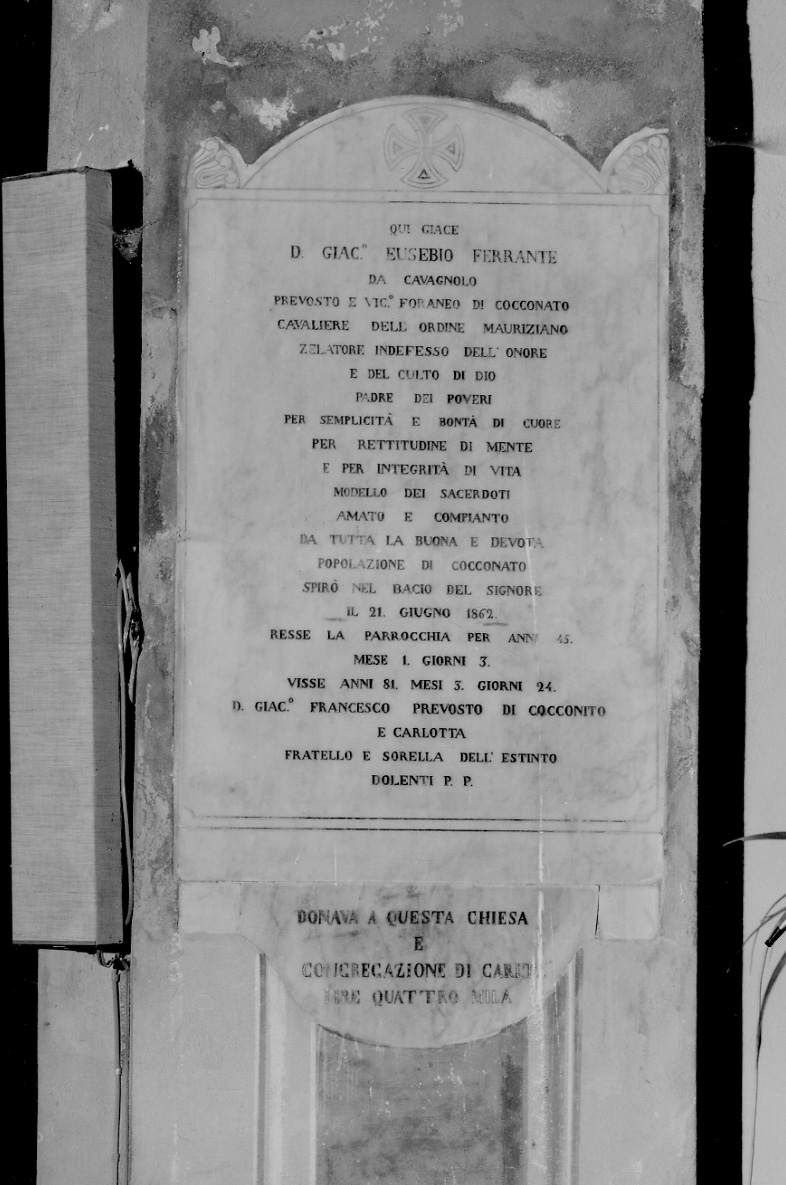 QUI GIACE
D. GIAC.º EUSEBIO FERRANTE
DA CAVAGNOLO
PREVOSTO E VIC.º FORANEO DI COCCONATO
CAVALIERE DELL ORDINE MAURIZIANO
ZELATORE INDEFESSO DELL' ONORE
E DEL CULTO DI DIO
PADRE DEI POVERI
PER SEMPLICITÀ E BONTÀ DI CUORE
PER RETTITUDINE DI MENTE
E PER INTEGRITÀ DI VITA
MODELLO DEI SACERDOTI
AMATO E COMPIANTO
DA TUTTA LA BUONA E DEVOTA
POPOLAZIONE DI COCCONATO
SPIRÒ NEL BACIO DEL SIGNORE
IL 21. GIUGNO 1862.
RESSE LA PARROCCHIA PER ANNI 45.
MESE 1. GIORNI 3.
VISSE ANNI 81. MESI 3. GIORNI 24.
D. GIAC.º FRANCESCO PREVOSTO DI COCCONITO
E CARLOTTA
FRATELLO E SORELLA DELL' ESTINTO
DOLENTI P. P.
DONAVA A QUESTA CHIESA
E
CONGREGAZIONE DI CARITÀ
LIRE QUATTRO MILA